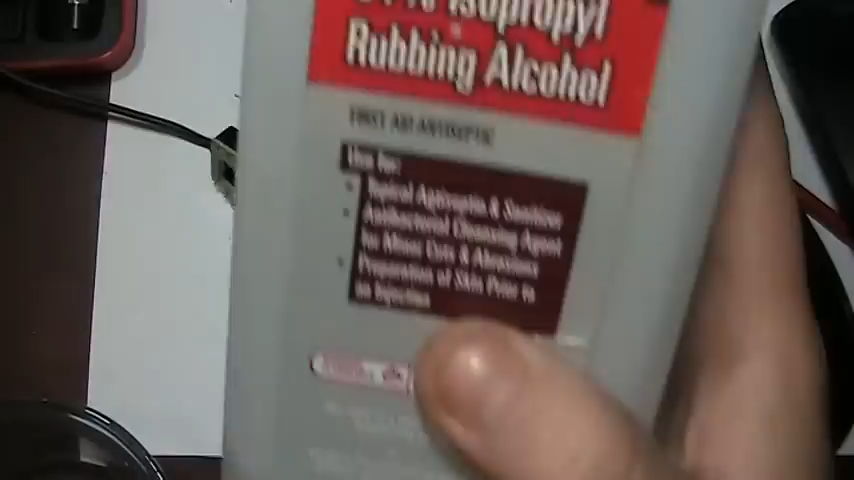 Isopropyl
Rubbing Alcohol
FIRST AID ANTISEPTIC
Use for:
Topical Antiseptic & Sanitizer
Antibacterial Cleansing Agent
for Minor Cuts & Abrasions
Preparation of Skin Prior to
an Injection